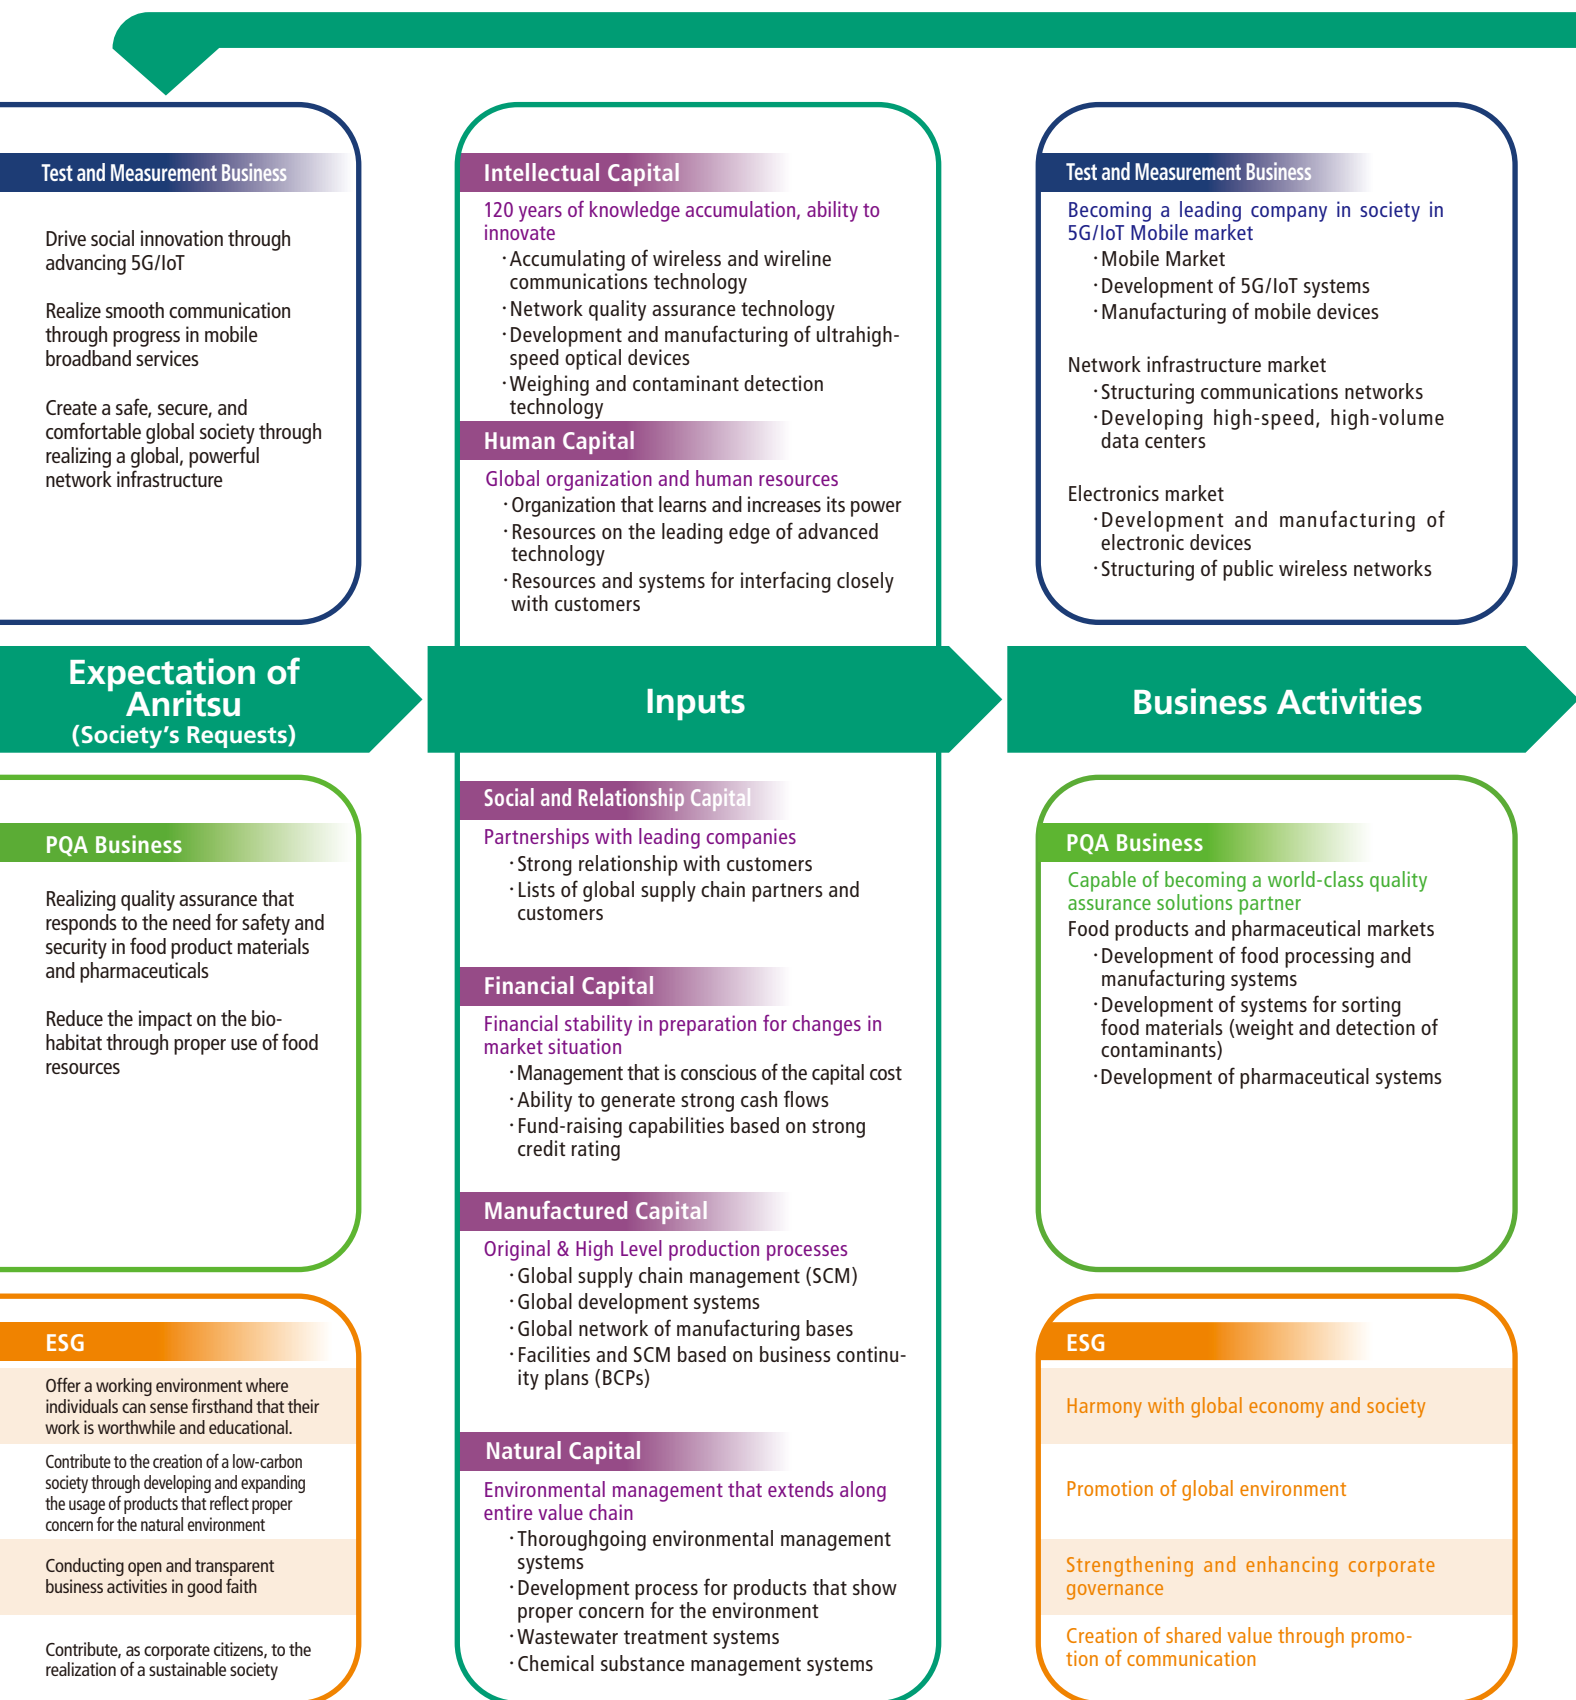 Test and Measurement Business
Drive social innovation through
advancing 5G/IoT
Realize smooth communication
through progress in mobile
broadband services
Create a safe, secure, and
comfortable global society through
realizing a global, powerful
network infrastructure
Expectation of
Anritsu
(Society's Requests)
PQA Business
Realizing quality assurance that
responds to the need for safety and
security in food product materials
and pharmaceuticals
Reduce the impact on the bio-
habitat through proper use of food
resources
ESG
Offer a working environment where
individuals can sense firsthand that their
work is worthwhile and educational.
Contribute to the creation of a low-carbon
society through developing and expanding
the usage of products that reflect proper
concern for the natural environment
Conducting open and transparent
business activities in good faith
Contribute, as corporate citizens, to the
realization of a sustainable society
Intellectual Capital
120 years of knowledge accumulation, ability to
innovate
・Accumulating of wireless and wireline
communications technology
・Network quality assurance technology
・Development and manufacturing of ultrahigh-
speed optical devices
・Weighing and contaminant detection
technology
Human Capital
Global organization and human resources
・Organization that learns and increases its power
・Resources on the leading edge of advanced
technology
・Resources and systems for interfacing closely
with customers
Inputs
Social and Relationship Capital
Partnerships with leading companies
・Strong relationship with customers
・Lists of global supply chain partners and
customers
Financial Capital
Financial stability in preparation for changes in
market situation
・Management that is conscious of the capital cost
・Ability to generate strong cash flows
・Fund-raising capabilities based on strong
credit rating
Manufactured Capital
Original & High Level production processes
・Global supply chain management (SCM)
・Global development systems
・Global network of manufacturing bases
・Facilities and SCM based on business continu-
ity plans (BCPs)
Natural Capital
Environmental management that extends along
entire value chain
・Thoroughgoing environmental management
systems
・Development process for products that show
proper concern for the environment
・Wastewater treatment systems
・Chemical substance management systems
Test and Measurement Business
Becoming a leading company in society in
5G/IoT Mobile market
・Mobile Market
・Development of 5G/IoT systems
・Manufacturing of mobile devices
Network infrastructure market
・Structuring communications networks
・Developing high-speed, high-volume
data centers
Electronics market
・Development and manufacturing of
electronic devices
・Structuring of public wireless networks
Business Activities
PQA Business
Capable of becoming a world-class quality
assurance solutions partner
Food products and pharmaceutical markets
・Development of food processing and
manufacturing systems
・Development of systems for sorting
food materials (weight and detection of
contaminants)
・Development of pharmaceutical systems
ESG
Harmony with global economy and society
Promotion of global environment
Strengthening and enhancing corporate
governance
Creation of shared value through promo-
tion of communication